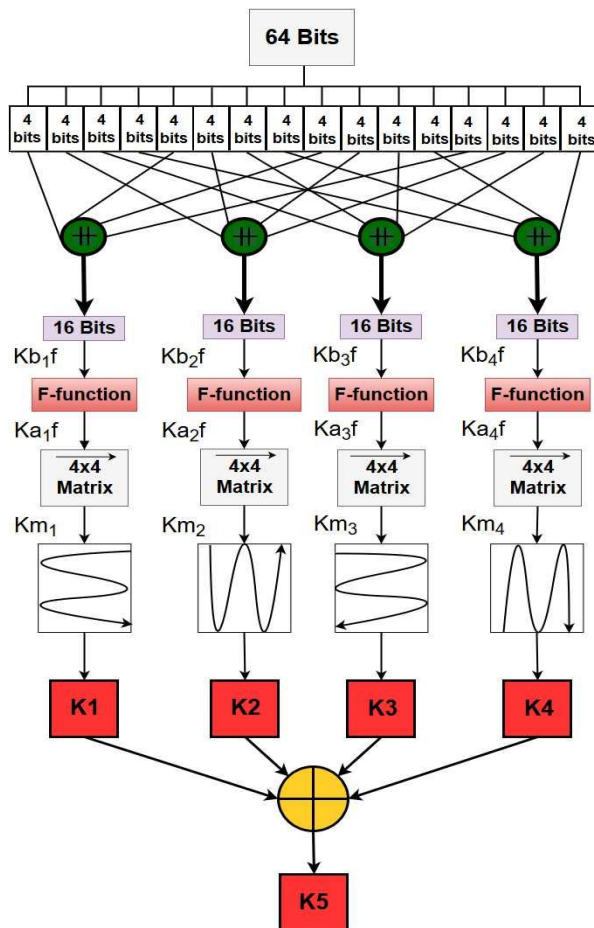 64 Bits
4 bits 4 bits 4 bits 4 bits 4 bits 4 bits 4 bits 4 bits 4 bits 4 bits 4 bits 4 bits 4 bits 4 bits 4 bits 4 bits
16 Bits 16 Bits 16 Bits 16 Bits
Kb₁f Kb₂f Kb₃f Kb₄f
F-function F-function F-function F-function
Ka₁f Ka₂f Ka₃f Ka₄f
4x4 4x4 4x4 4x4
Matrix Matrix Matrix Matrix
Km₁ Km₂ Km₃ Km₄
K1 K2 K3 K4
K5